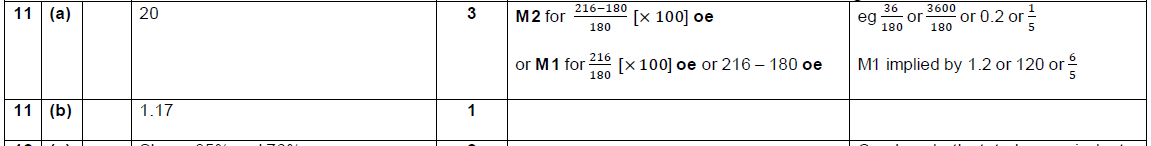 11 (a) 20 3 M2 for (216−180)/180 [× 100] oe eg 36/180 or 3600/180 or 0.2 or 1/5
or M1 for 216/180 [× 100] oe or 216 – 180 oe M1 implied by 1.2 or 120 or 6/5
11 (b) 1.17 1